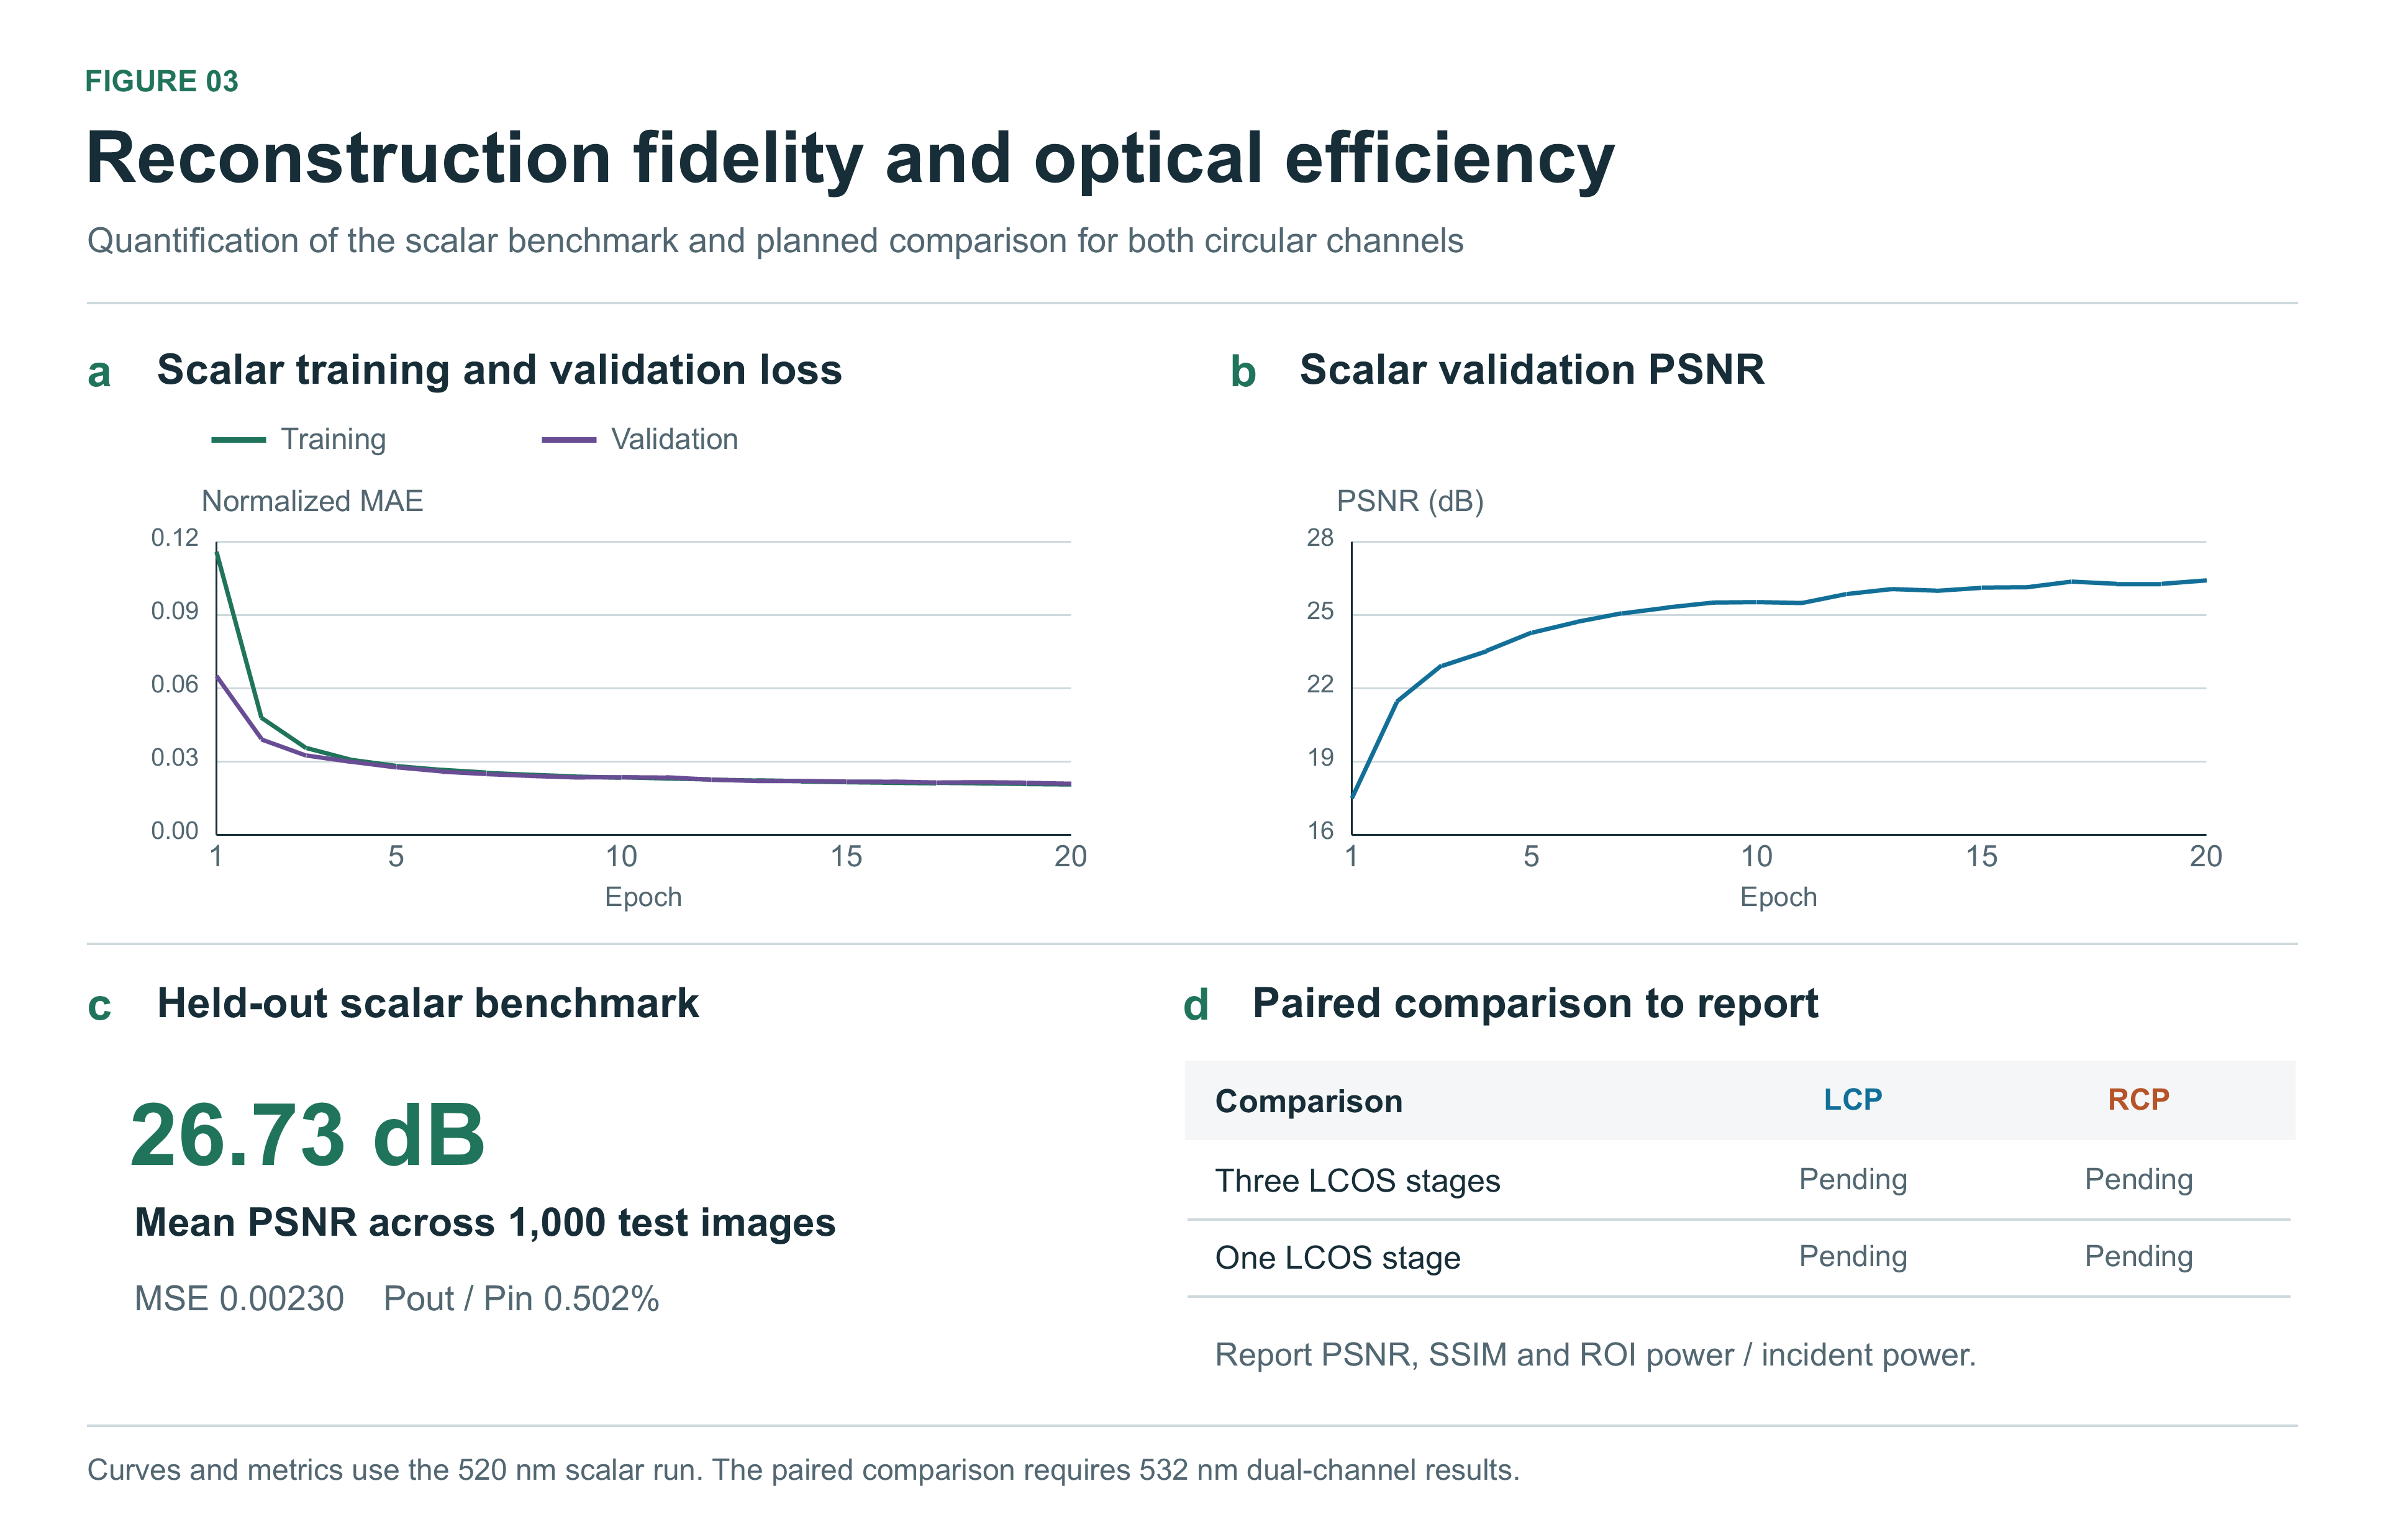 FIGURE 03
Reconstruction fidelity and optical efficiency
Quantification of the scalar benchmark and planned comparison for both circular channels
a Scalar training and validation loss
Training Validation
Normalized MAE
0.12
0.09
0.06
0.03
0.00
1 5 10 15 20
Epoch
b Scalar validation PSNR
PSNR (dB)
28
25
22
19
16
1 5 10 15 20
Epoch
c Held-out scalar benchmark
26.73 dB
Mean PSNR across 1,000 test images
MSE 0.00230 Pout / Pin 0.502%
d Paired comparison to report
Comparison LCP RCP
Three LCOS stages Pending Pending
One LCOS stage Pending Pending
Report PSNR, SSIM and ROI power / incident power.
Curves and metrics use the 520 nm scalar run. The paired comparison requires 532 nm dual-channel results.